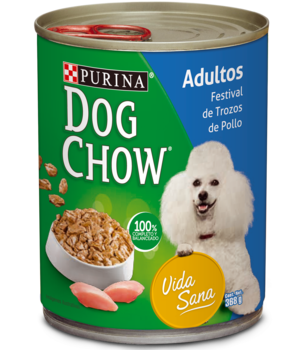 PURINA
DOG
CHOW®
Adultos
Festival
de Trozos
de Pollo
100%
COMPLETO Y
BALANCEADO
Vida
Sana
368 g